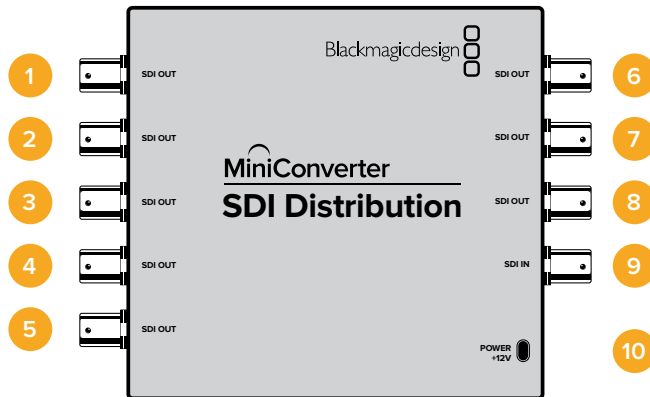 Blackmagicdesign
1 SDI OUT
SDI OUT 6
2 SDI OUT
SDI OUT 7
MiniConverter
SDI Distribution
3 SDI OUT
SDI OUT 8
4 SDI OUT
SDI IN 9
5 SDI OUT
POWER
+12V
10